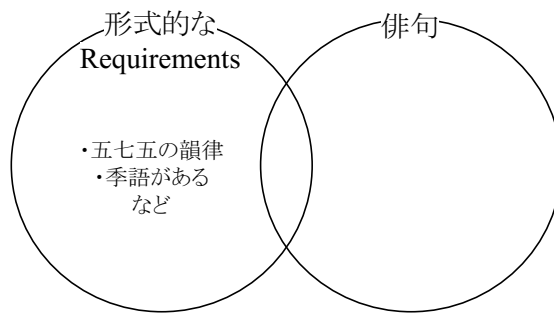 形式的な
Requirements
俳句
・五七五の韻律
・季語がある
など